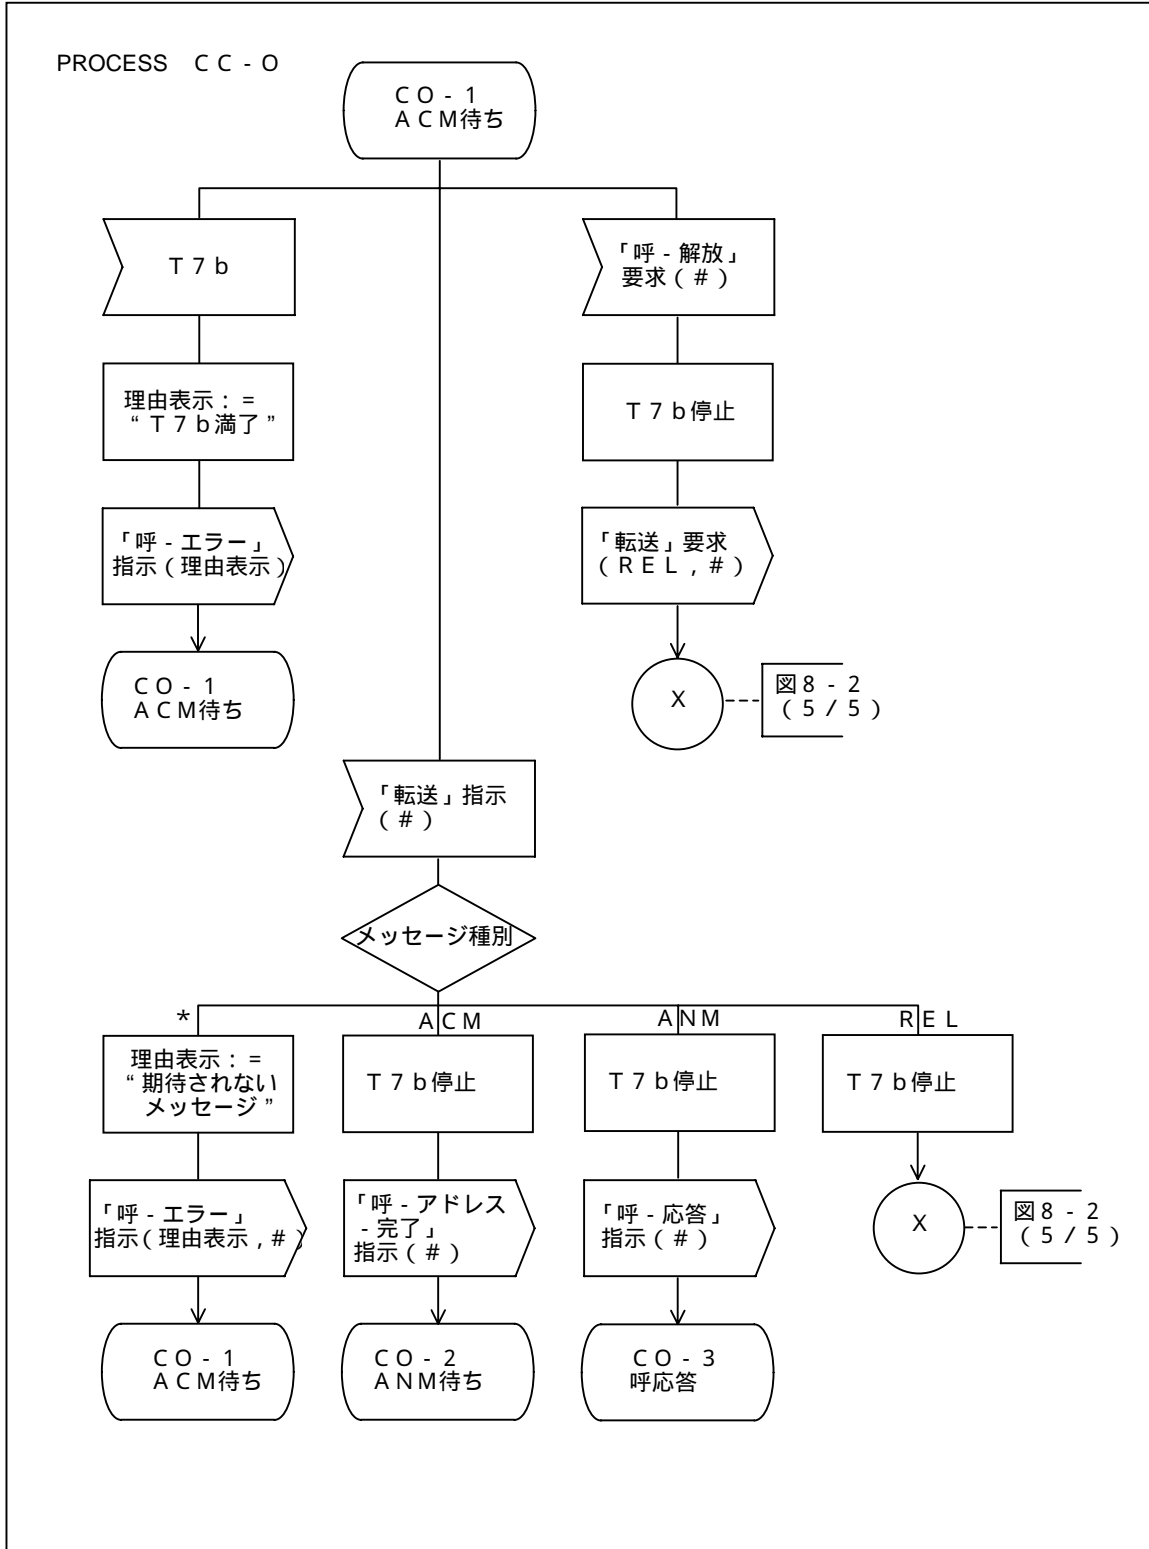 PROCESS CC-O
CO-1
ACM待ち
T7b
「呼-解放」
要求(#)
理由表示:=
“T7b満了”
T7b停止
「呼-エラー」
指示(理由表示)
「転送」要求
(REL,#)
CO-1
ACM待ち
X
図8-2
(5/5)
「転送」指示
(#)
メッセージ種別
*
ACM
ANM
REL
理由表示:=
“期待されない
メッセージ”
T7b停止
T7b停止
T7b停止
「呼-エラー」
指示(理由表示,#)
「呼-アドレス
-完了」
指示(#)
「呼-応答」
指示(#)
X
図8-2
(5/5)
CO-1
ACM待ち
CO-2
ANM待ち
CO-3
呼応答